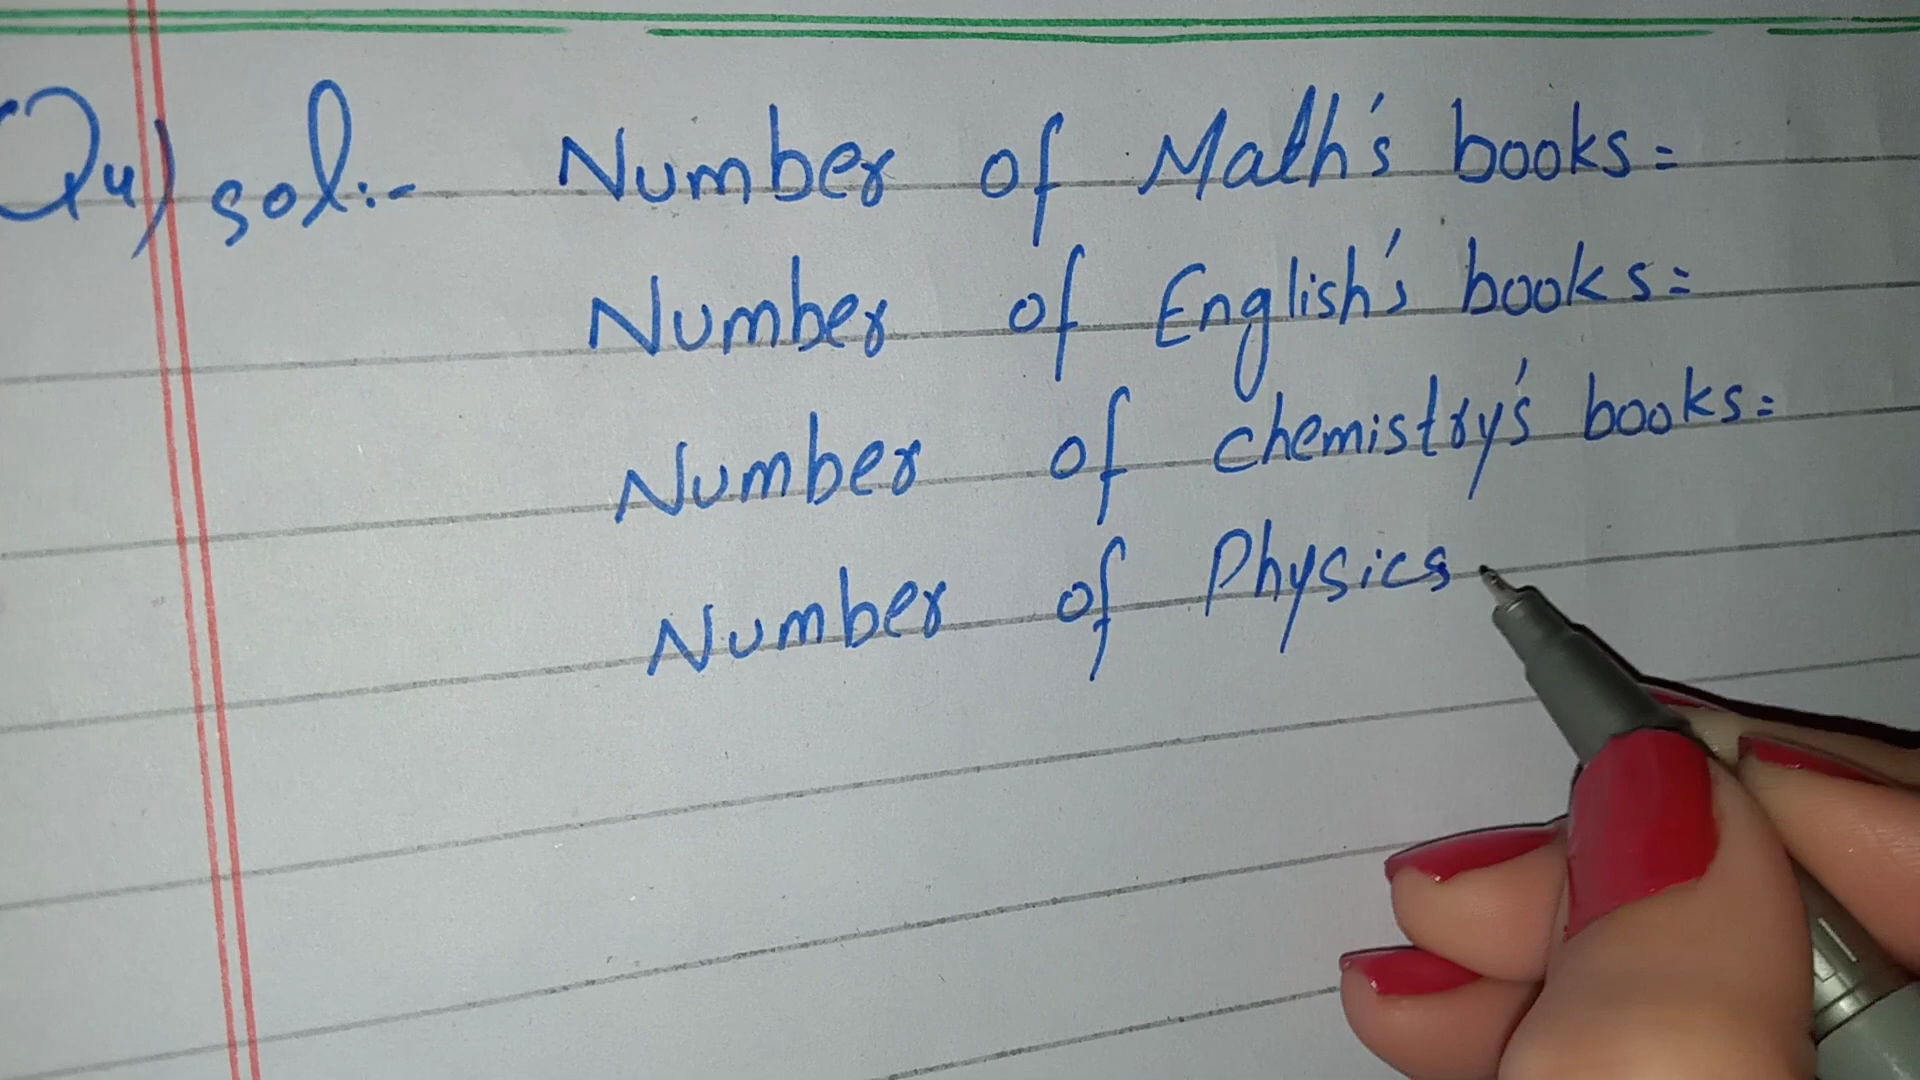 Q4) sol:- Number of Math's books=
Number of English's books=
Number of chemistry's books=
Number of Physics